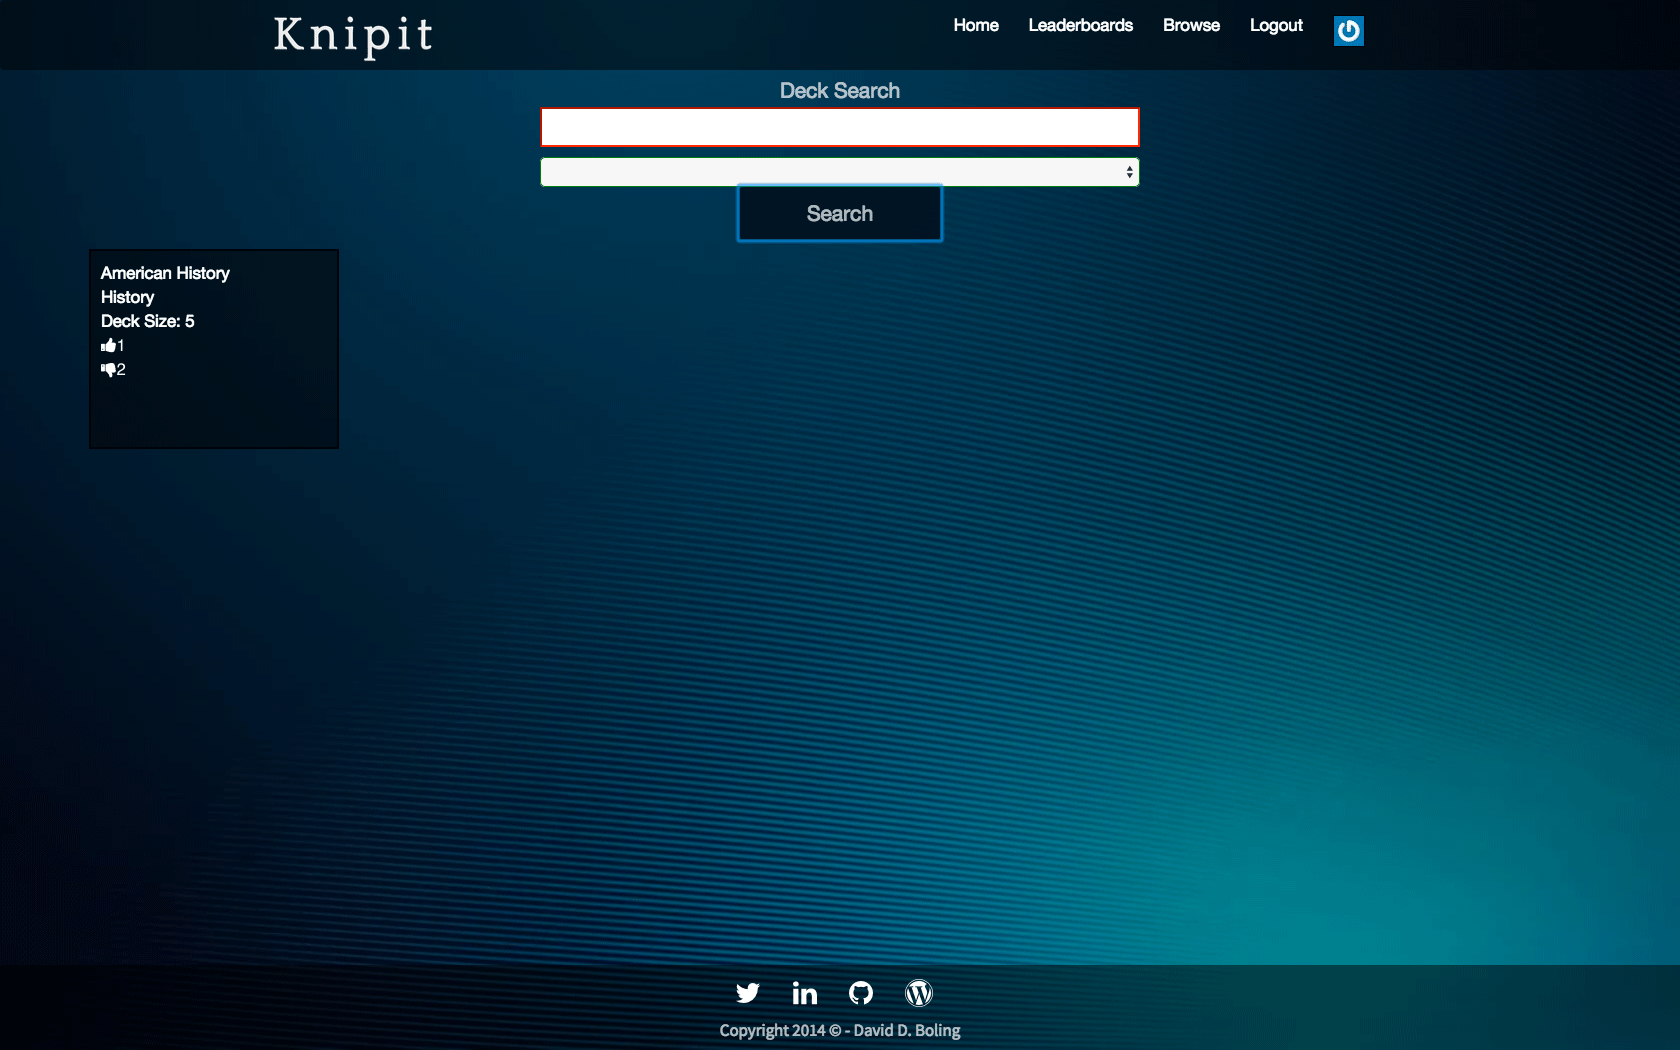 Knipit
Home Leaderboards Browse Logout
Deck Search
Search
American History
History
Deck Size: 5
1
2
Copyright 2014 © - David D. Boling